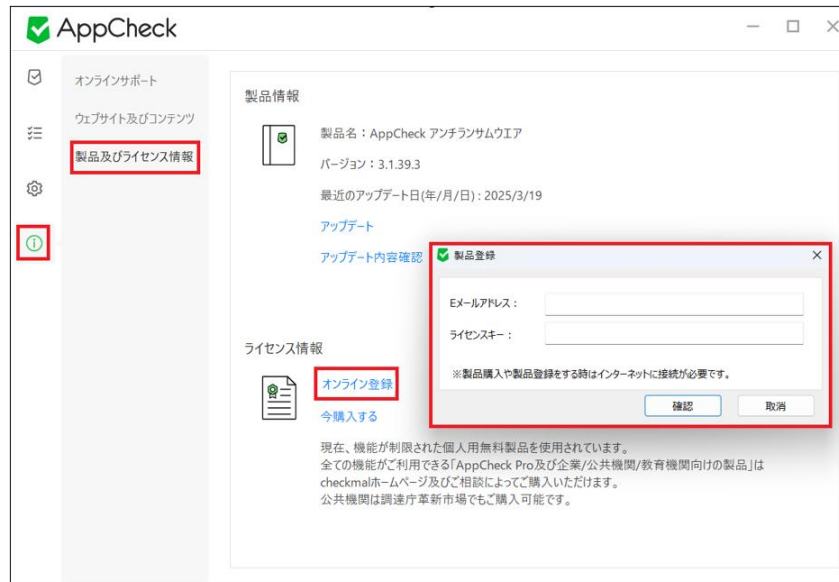 AppCheck
オンラインサポート
ウェブサイト及びコンテンツ
製品及びライセンス情報
製品情報
製品名：AppCheck アンチランサムウエア
バージョン：3.1.39.3
最近のアップデート日(年/月/日) : 2025/3/19
アップデート
アップデート内容確認
製品登録
Eメールアドレス：
ライセンスキー：
※製品購入や製品登録をする時はインターネットに接続が必要です。
確認
取消
ライセンス情報
オンライン登録
今購入する
現在、機能が制限された個人用無料製品を使用されています。
全ての機能がご利用できる「AppCheck Pro及び企業/公共機関/教育機関向けの製品」は
checkmalホームページ及びご相談によってご購入いただけます。
公共機関は調達庁革新市場でもご購入可能です。